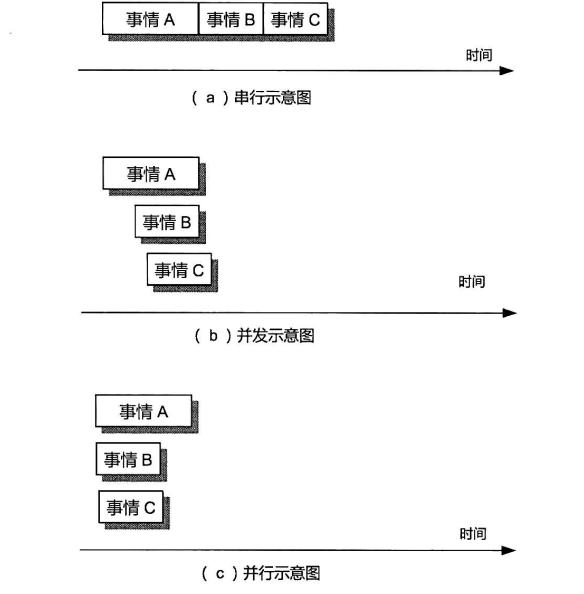 事情 A 事情 B 事情 C
时间
（ a ）串行示意图
事情 A
事情 B
事情 C
时间
（ b ）并发示意图
事情 A
事情 B
事情 C
时间
（ c ）并行示意图